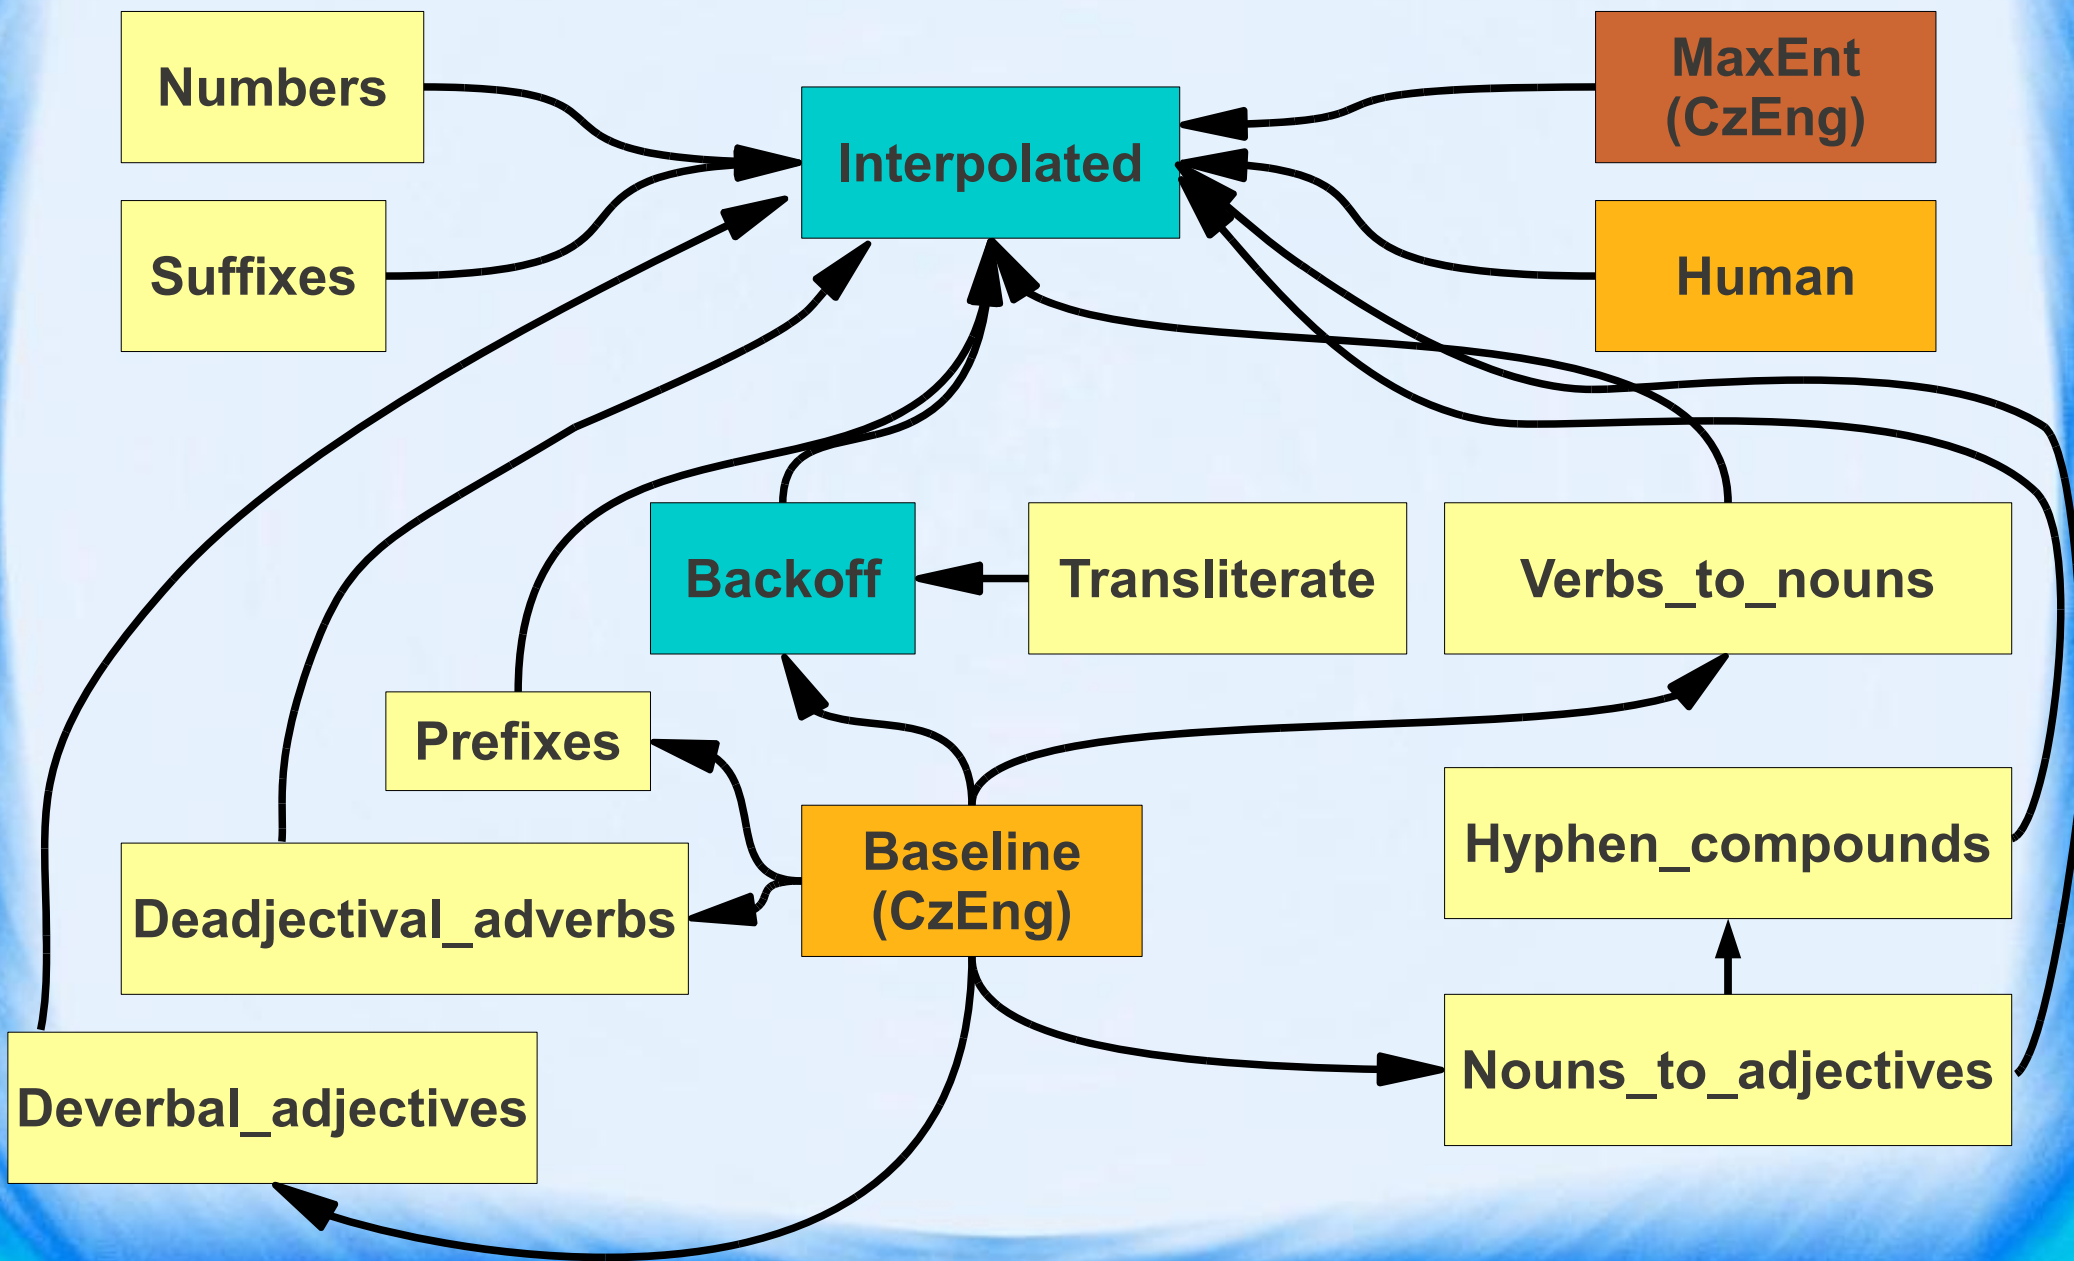 Numbers
MaxEnt
(CzEng)
Interpolated
Suffixes
Human
Backoff
Transliterate
Verbs_to_nouns
Prefixes
Baseline
(CzEng)
Hyphen_compounds
Deadjectival_adverbs
Nouns_to_adjectives
Deverbal_adjectives